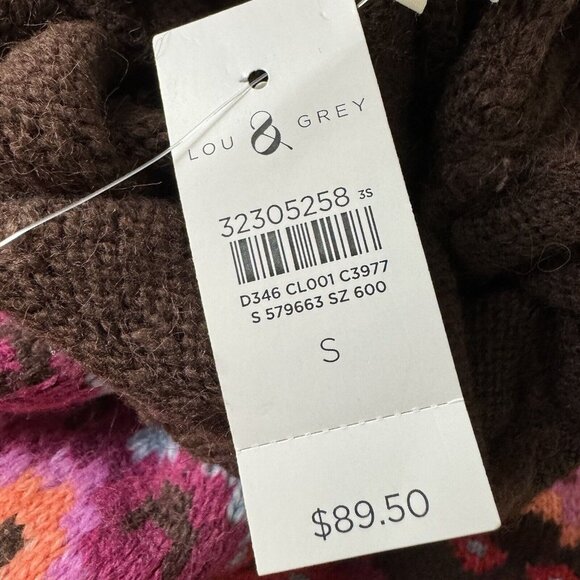 LOU & GREY
32305258 3S
D346 CL001 C3977
S 579663 SZ 600
S
$89.50